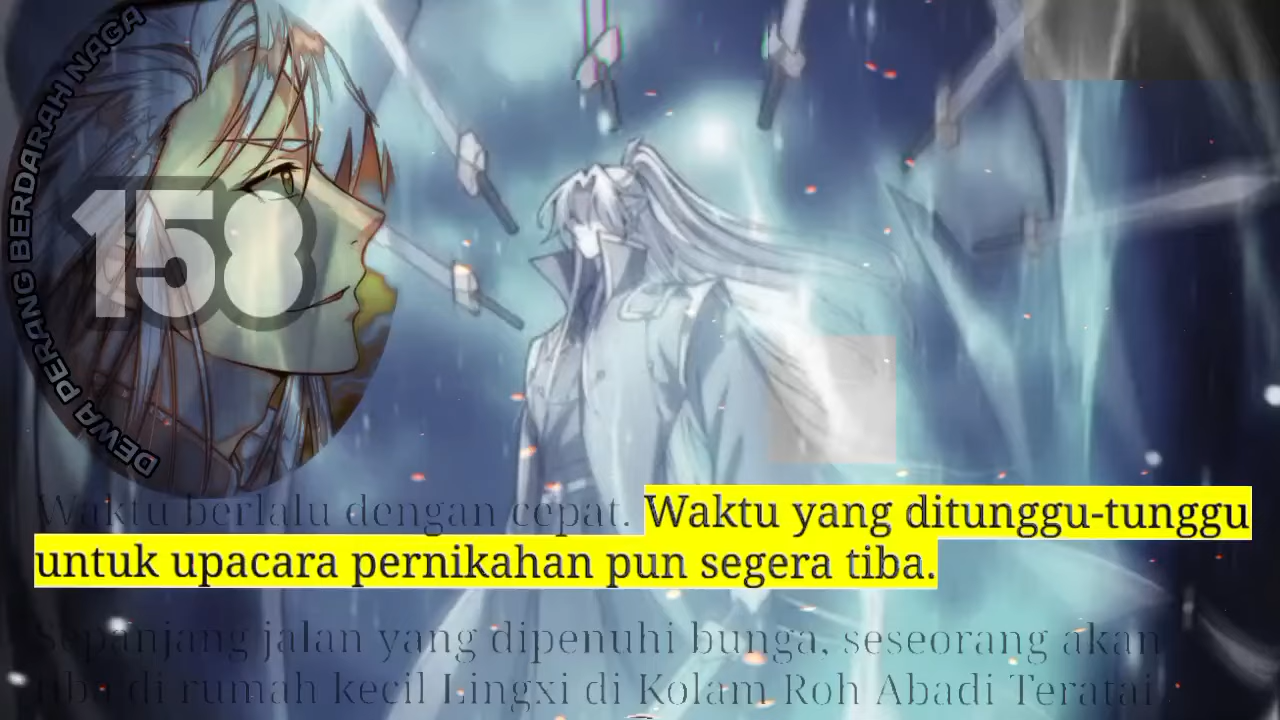 DEWA PERANG BERDARAH NAGA
158
Waktu berlalu dengan cepat. Waktu yang ditunggu-tunggu
untuk upacara pernikahan pun segera tiba.
Sepanjang jalan yang dipenuhi bunga, seseorang akan
tiba di rumah kecil Lingxi di Kolam Roh Abadi Teratai